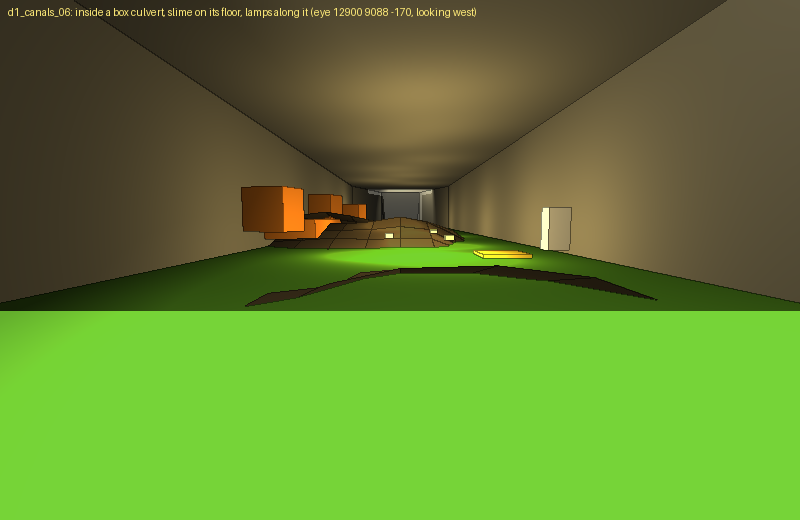 d1_canals_06: inside a box culvert, slime on its floor, lamps along it (eye 12900 9088 -170, looking west)